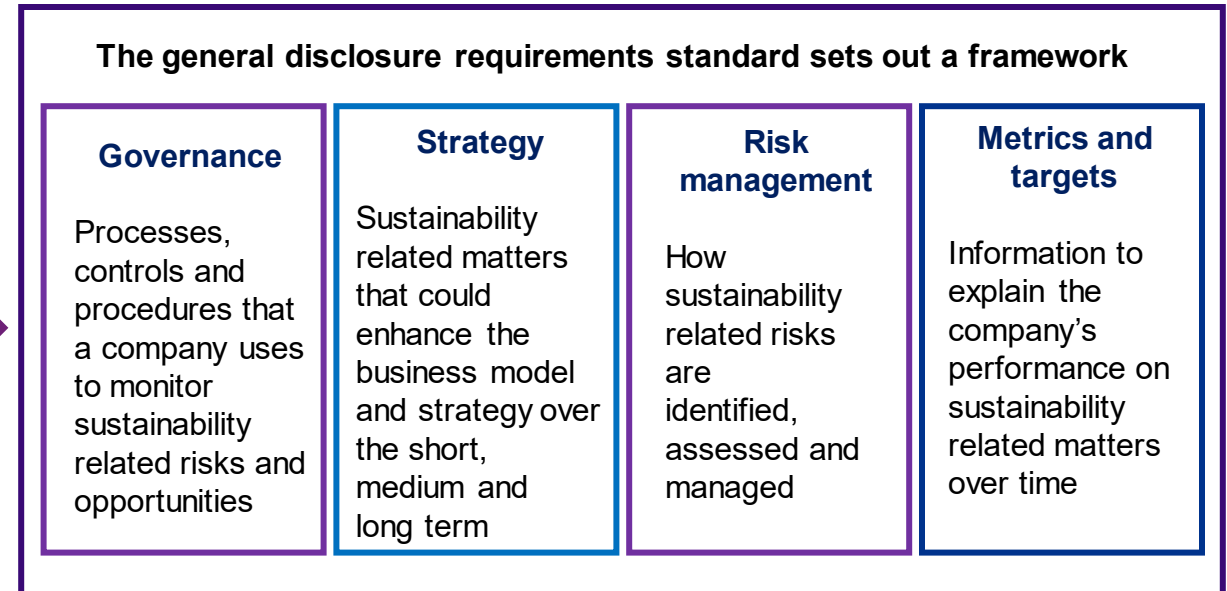 The general disclosure requirements standard sets out a framework
Governance
Processes,
controls and
procedures that
a company uses
to monitor
sustainability
related risks and
opportunities
Strategy
Sustainability
related matters
that could
enhance the
business model
and strategy over
the short,
medium and
long term
Risk
management
How
sustainability
related risks
are
identified,
assessed and
managed
Metrics and
targets
Information to
explain the
company’s
performance on
sustainability
related matters
over time